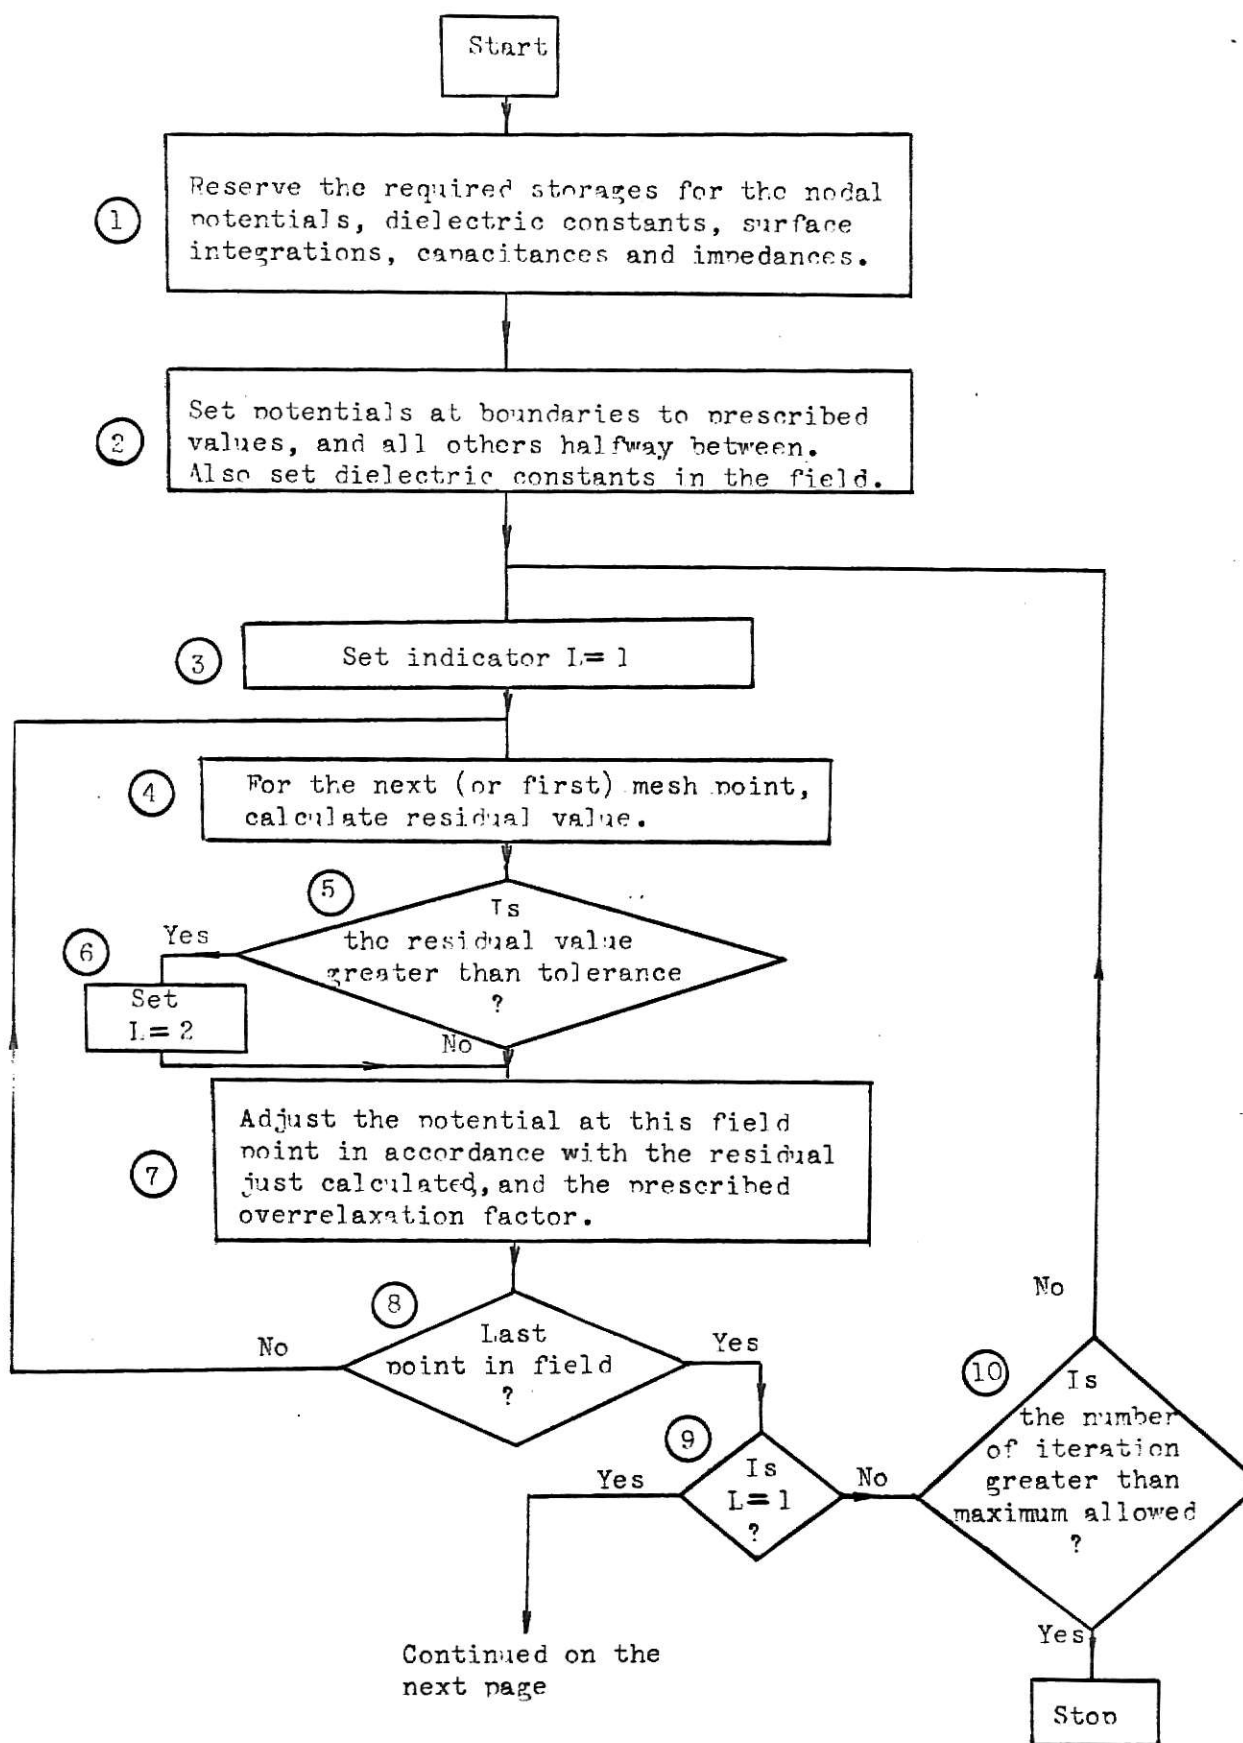 Start
1
Reserve the required storages for the nodal
potentials, dielectric constants, surface
integrations, capacitances and impedances.
2
Set potentials at boundaries to prescribed
values, and all others halfway between.
Also set dielectric constants in the field.
3
Set indicator L= 1
4
For the next (or first) mesh point,
calculate residual value.
5
Is
the residual value
greater than tolerance
?
6
Yes
Set
L= 2
No
7
Adjust the potential at this field
point in accordance with the residual
just calculated, and the prescribed
overrelaxation factor.
8
Last
point in field
?
No
Yes
9
Is
L=1
?
Yes
No
10
Is
the number
of iteration
greater than
maximum allowed
?
No
Yes
Stop
Continued on the
next page